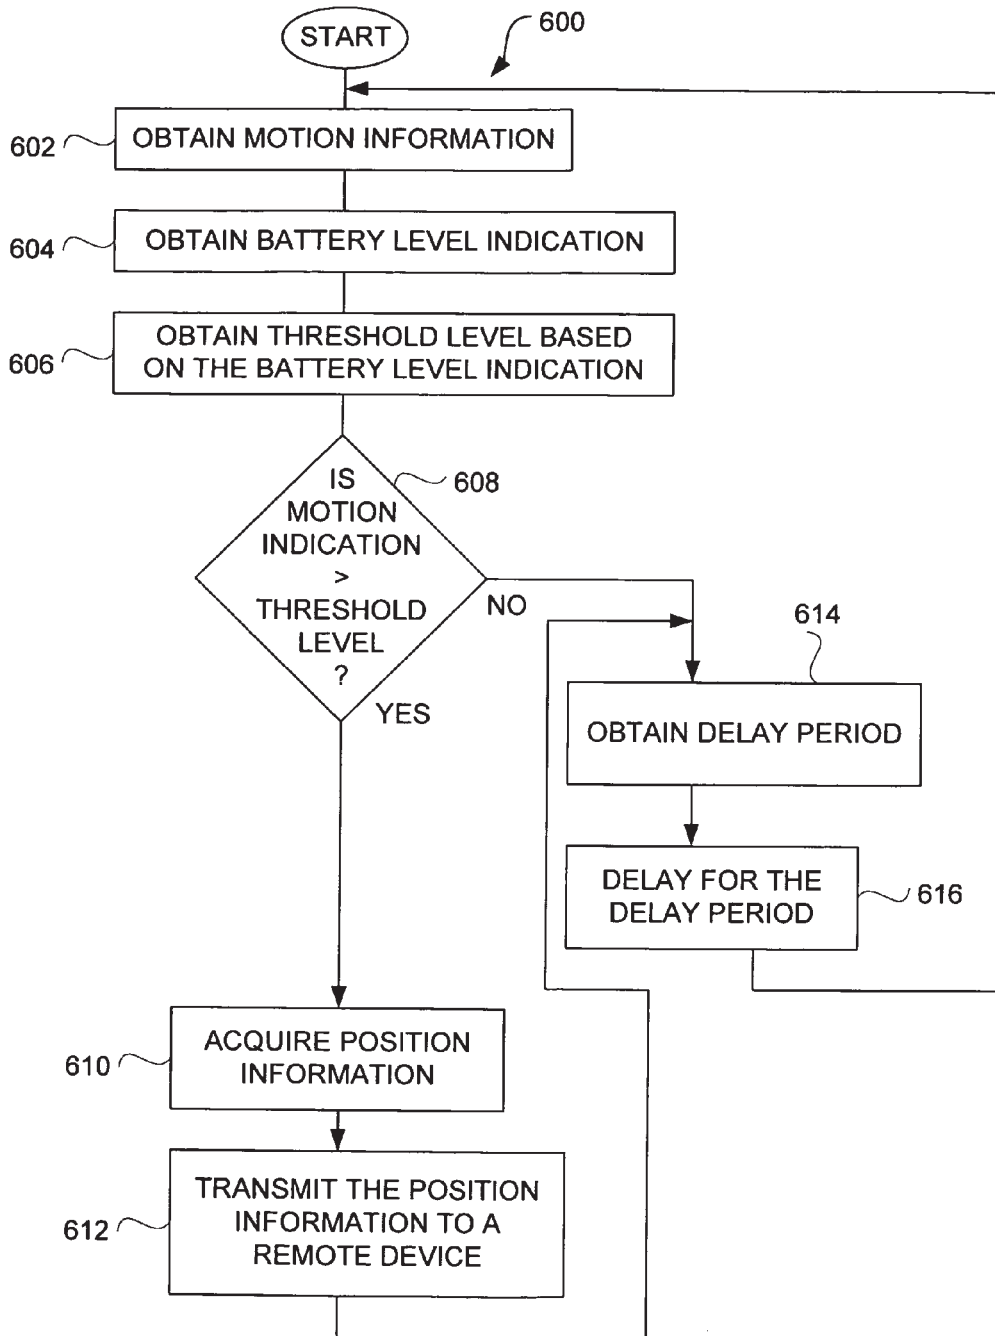 START
600
602
OBTAIN MOTION INFORMATION
604
OBTAIN BATTERY LEVEL INDICATION
606
OBTAIN THRESHOLD LEVEL BASED
ON THE BATTERY LEVEL INDICATION
608
IS
MOTION
INDICATION
>
THRESHOLD
LEVEL
?
NO
YES
614
OBTAIN DELAY PERIOD
DELAY FOR THE
DELAY PERIOD
616
610
ACQUIRE POSITION
INFORMATION
612
TRANSMIT THE POSITION
INFORMATION TO A
REMOTE DEVICE